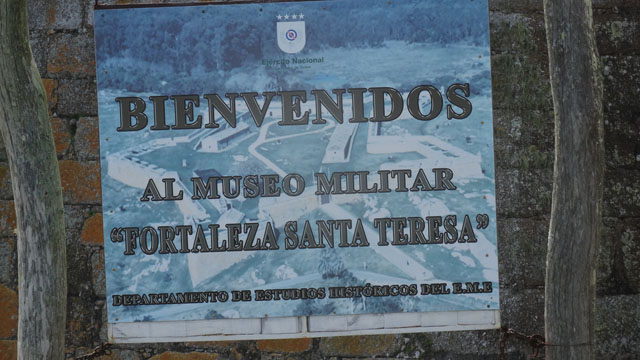 Ejército Nacional
BIENVENIDOS
AL MUSEO MILITAR
“FORTALEZA SANTA TERESA”
DEPARTAMENTO DE ESTUDIOS HISTÓRICOS DEL E.M.E